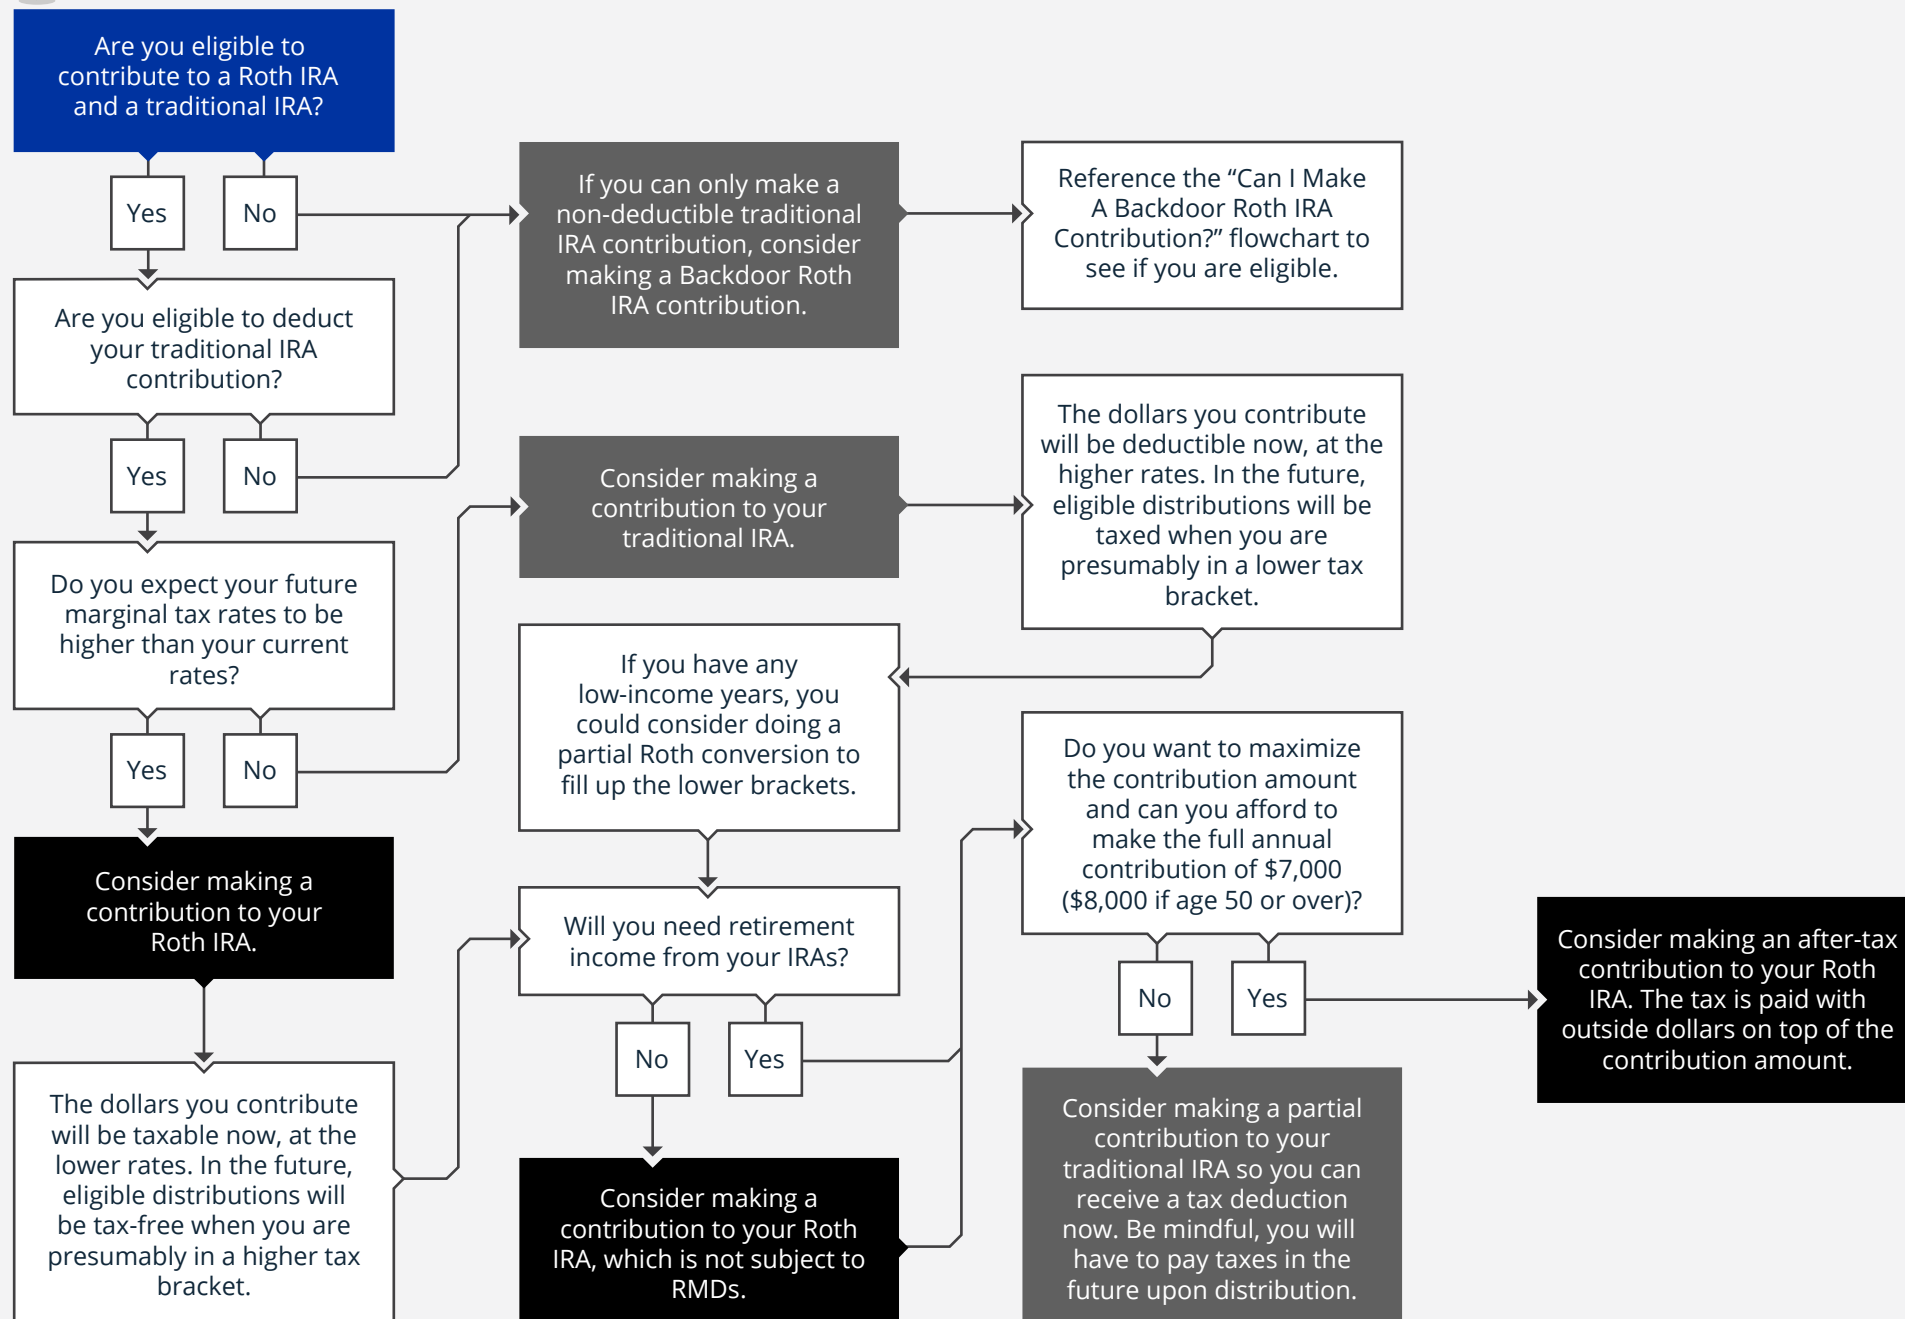 Are you eligible to
contribute to a Roth IRA
and a traditional IRA?
Yes
No
If you can only make a
non-deductible traditional
IRA contribution, consider
making a Backdoor Roth
IRA contribution.
Reference the “Can I Make
A Backdoor Roth IRA
Contribution?” flowchart to
see if you are eligible.
Are you eligible to deduct
your traditional IRA
contribution?
Yes
No
Consider making a
contribution to your
traditional IRA.
The dollars you contribute
will be deductible now, at the
higher rates. In the future,
eligible distributions will be
taxed when you are
presumably in a lower tax
bracket.
Do you expect your future
marginal tax rates to be
higher than your current
rates?
Yes
No
If you have any
low-income years, you
could consider doing a
partial Roth conversion to
fill up the lower brackets.
Do you want to maximize
the contribution amount
and can you afford to
make the full annual
contribution of $7,000
($8,000 if age 50 or over)?
No
Yes
Consider making a
contribution to your
Roth IRA.
Will you need retirement
income from your IRAs?
No
Yes
Consider making an after-tax
contribution to your Roth
IRA. The tax is paid with
outside dollars on top of the
contribution amount.
The dollars you contribute
will be taxable now, at the
lower rates. In the future,
eligible distributions will
be tax-free when you are
presumably in a higher tax
bracket.
Consider making a
contribution to your Roth
IRA, which is not subject to
RMDs.
Consider making a partial
contribution to your
traditional IRA so you can
receive a tax deduction
now. Be mindful, you will
have to pay taxes in the
future upon distribution.